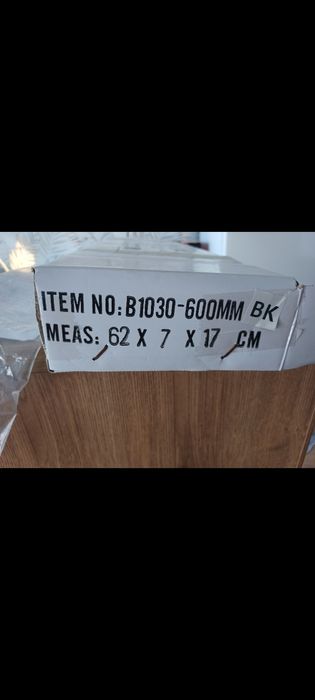 ITEM NO:B1030-600MM BK
MEAS: 62 X 7 X 17 CM